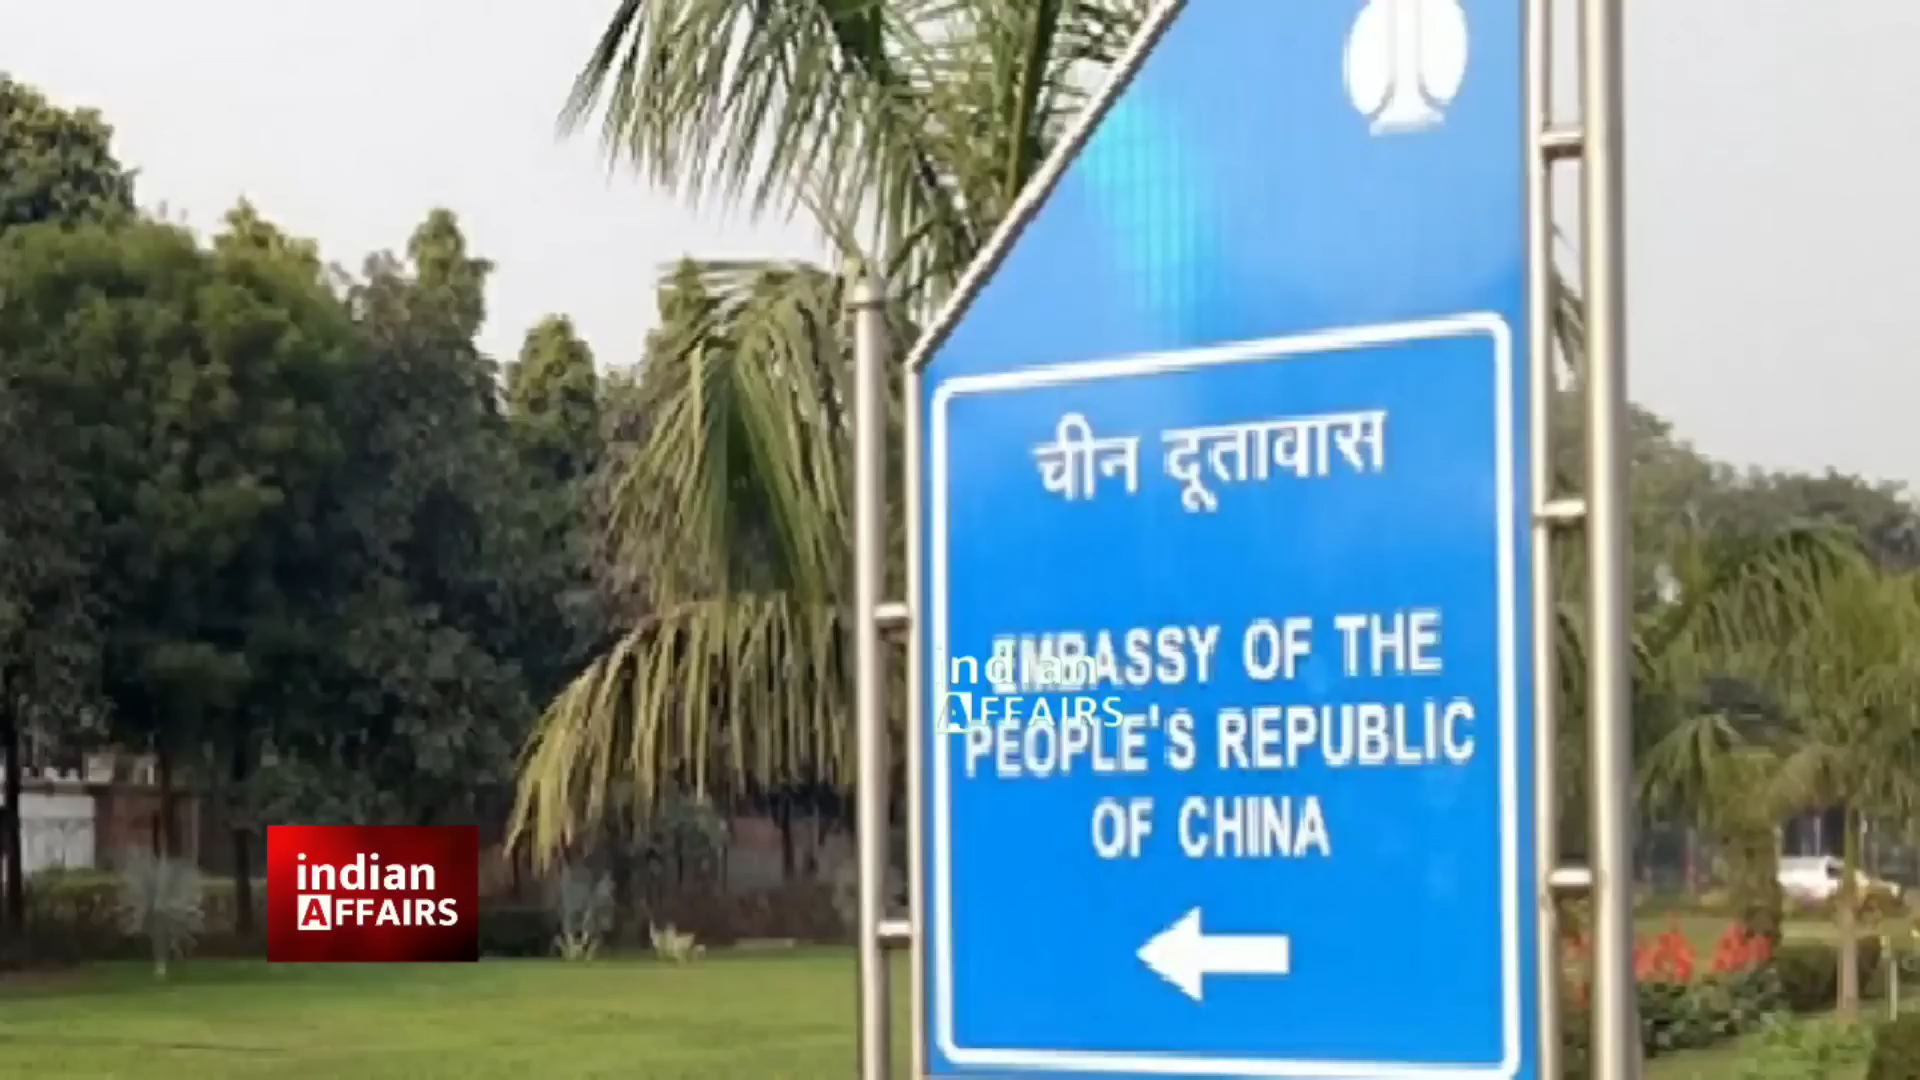 चीन दूतावास
EMBASSY OF THE
PEOPLE'S REPUBLIC
OF CHINA
indian
AFFAIRS
indian
AFFAIRS